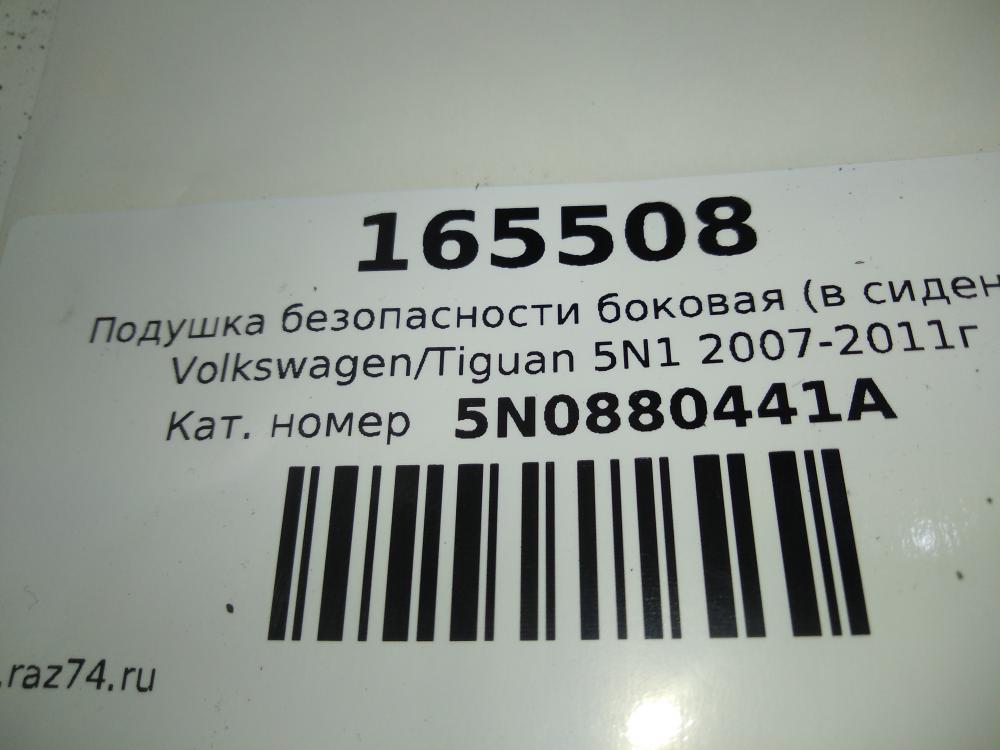 165508
Подушка безопасности боковая (в сиден
Volkswagen/Tiguan 5N1 2007-2011г
Кат. номер 5N0880441A
.raz74.ru